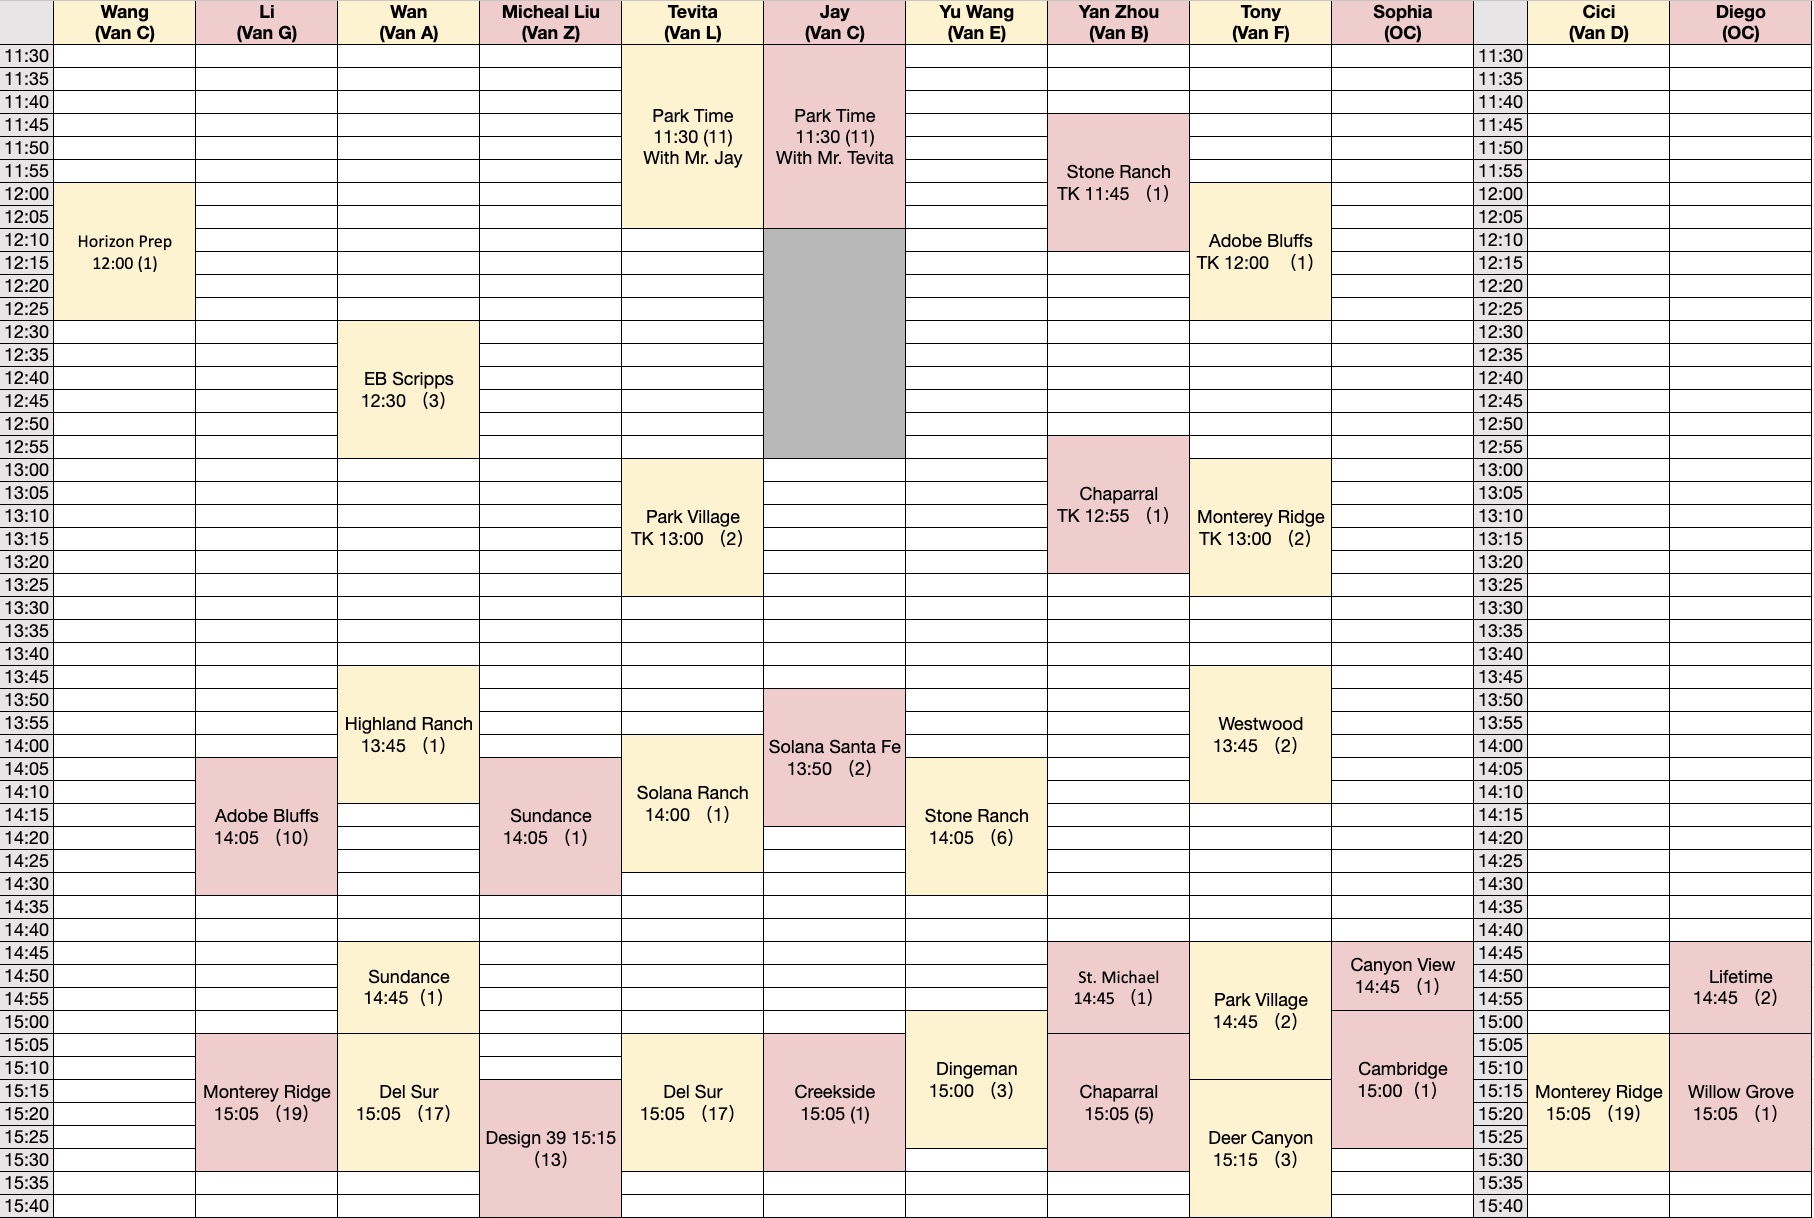 Wang
(Van C)
Li
(Van G)
Wan
(Van A)
Micheal Liu
(Van Z)
Tevita
(Van L)
Jay
(Van C)
Yu Wang
(Van E)
Yan Zhou
(Van B)
Tony
(Van F)
Sophia
(OC)
Cici
(Van D)
Diego
(OC)
11:30 11:30
11:35 11:35
11:40 11:40
Park Time
11:30 (11)
With Mr. Jay
Park Time
11:30 (11)
With Mr. Tevita
11:45 11:45
11:50 11:50
11:55 11:55
Stone Ranch
TK 11:45 (1)
12:00 12:00
12:05 12:05
12:10 12:10
Horizon Prep
12:00 (1)
Adobe Bluffs
TK 12:00 (1)
12:15 12:15
12:20 12:20
12:25 12:25
12:30 12:30
12:35 12:35
12:40 12:40
EB Scripps
12:30 (3)
12:45 12:45
12:50 12:50
12:55 12:55
13:00 13:00
13:05 13:05
Chaparral
TK 12:55 (1)
13:10 13:10
Park Village
TK 13:00 (2)
Monterey Ridge
TK 13:00 (2)
13:15 13:15
13:20 13:20
13:25 13:25
13:30 13:30
13:35 13:35
13:40 13:40
13:45 13:45
13:50 13:50
13:55 13:55
Highland Ranch
13:45 (1)
Westwood
13:45 (2)
14:00 14:00
Solana Santa Fe
13:50 (2)
14:05 14:05
14:10 14:10
Solana Ranch
14:00 (1)
14:15 14:15
Adobe Bluffs
14:05 (10)
Sundance
14:05 (1)
Stone Ranch
14:05 (6)
14:20 14:20
14:25 14:25
14:30 14:30
14:35 14:35
14:40 14:40
14:45 14:45
Canyon View
14:45 (1)
14:50 14:50
Sundance
14:45 (1)
St. Michael
14:45 (1)
Lifetime
14:45 (2)
14:55 14:55
Park Village
14:45 (2)
15:00 15:00
15:05 15:05
15:10 15:10
Dingeman
15:00 (3)
Cambridge
15:00 (1)
15:15 15:15
Monterey Ridge
15:05 (19)
Del Sur
15:05 (17)
Del Sur
15:05 (17)
Creekside
15:05 (1)
Chaparral
15:05 (5)
Monterey Ridge
15:05 (19)
Willow Grove
15:05 (1)
15:20 15:20
15:25 15:25
Design 39 15:15
(13)
Deer Canyon
15:15 (3)
15:30 15:30
15:35 15:35
15:40 15:40